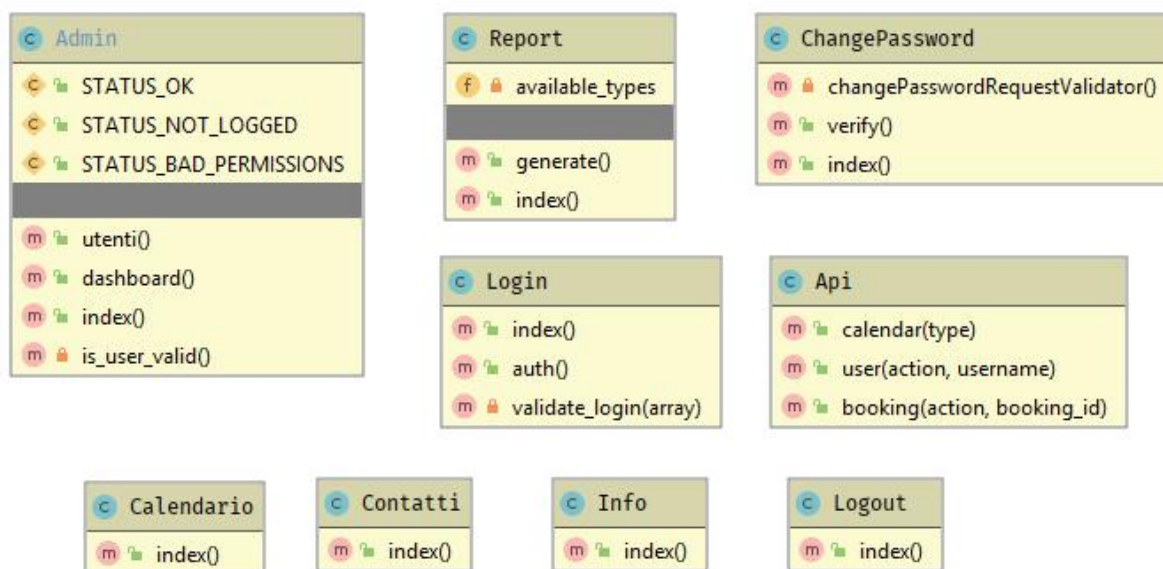 Admin
STATUS_OK
STATUS_NOT_LOGGED
STATUS_BAD_PERMISSIONS
utenti()
dashboard()
index()
is_user_valid()
Report
available_types
generate()
index()
ChangePassword
changePasswordRequestValidator()
verify()
index()
Login
index()
auth()
validate_login(array)
Api
calendar(type)
user(action, username)
booking(action, booking_id)
Calendario
index()
Contatti
index()
Info
index()
Logout
index()